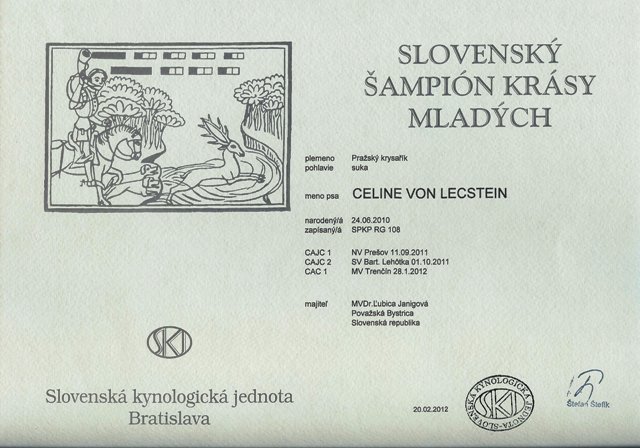 SLOVENSKÝ
ŠAMPIÓN KRÁSY
MLADÝCH
plemeno Pražský krysařík
pohlavie suka
meno psa CELINE VON LECSTEIN
narodený/á 24.06.2010
zapísaný/á SPKP RG 108
CAJC 1 NV Prešov 11.09.2011
CAJC 2 SV Bart. Lehôtka 01.10.2011
CAC 1 MV Trenčín 28.1.2012
majiteľ MVDr.Ľubica Janigová
Považská Bystrica
Slovenská republika
SKJ
Slovenská kynologická jednota
Bratislava
20.02.2012
SLOVENSKÁ KYNOLOGICKÁ JEDNOTA
SKJ
Štefan Štefík